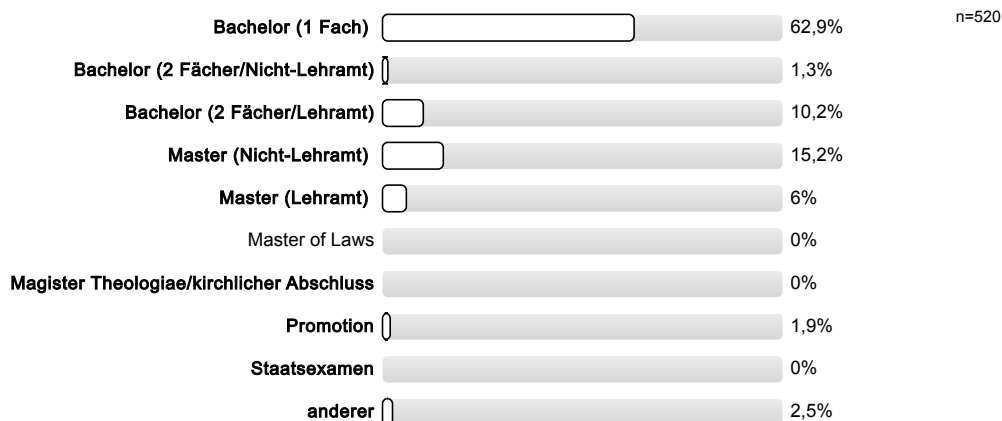 n=520
Bachelor (1 Fach) 62,9%
Bachelor (2 Fächer/Nicht-Lehramt) 1,3%
Bachelor (2 Fächer/Lehramt) 10,2%
Master (Nicht-Lehramt) 15,2%
Master (Lehramt) 6%
Master of Laws 0%
Magister Theologiae/kirchlicher Abschluss 0%
Promotion 1,9%
Staatsexamen 0%
anderer 2,5%